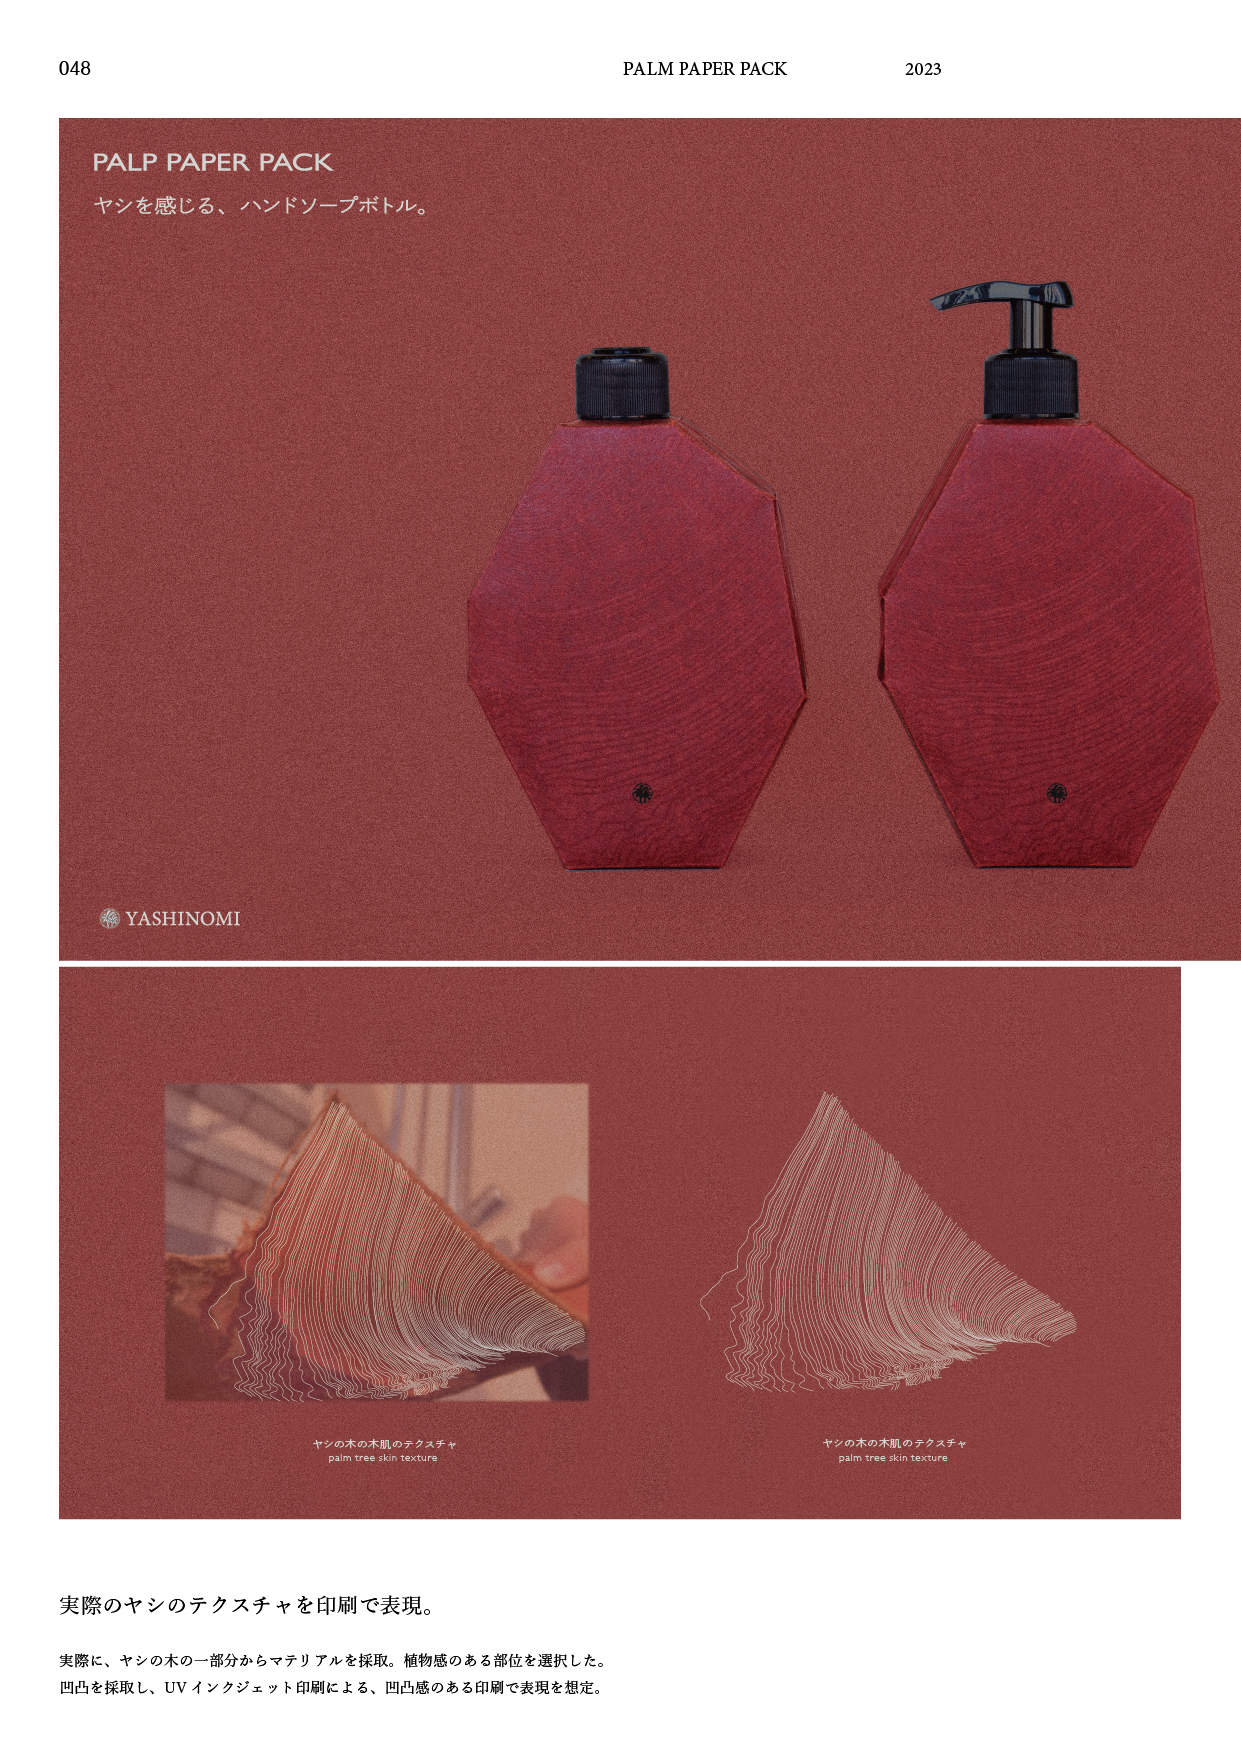 048
PALM PAPER PACK
2023
PALP PAPER PACK
ヤシを感じる、ハンドソープボトル。
YASHINOMI
ヤシの木の木肌のテクスチャ
palm tree skin texture
ヤシの木の木肌のテクスチャ
palm tree skin texture
実際のヤシのテクスチャを印刷で表現。
実際に、ヤシの木の一部分からマテリアルを採取。植物感のある部位を選択した。
凹凸を採取し、UV インクジェット印刷による、凹凸感のある印刷で表現を想定。